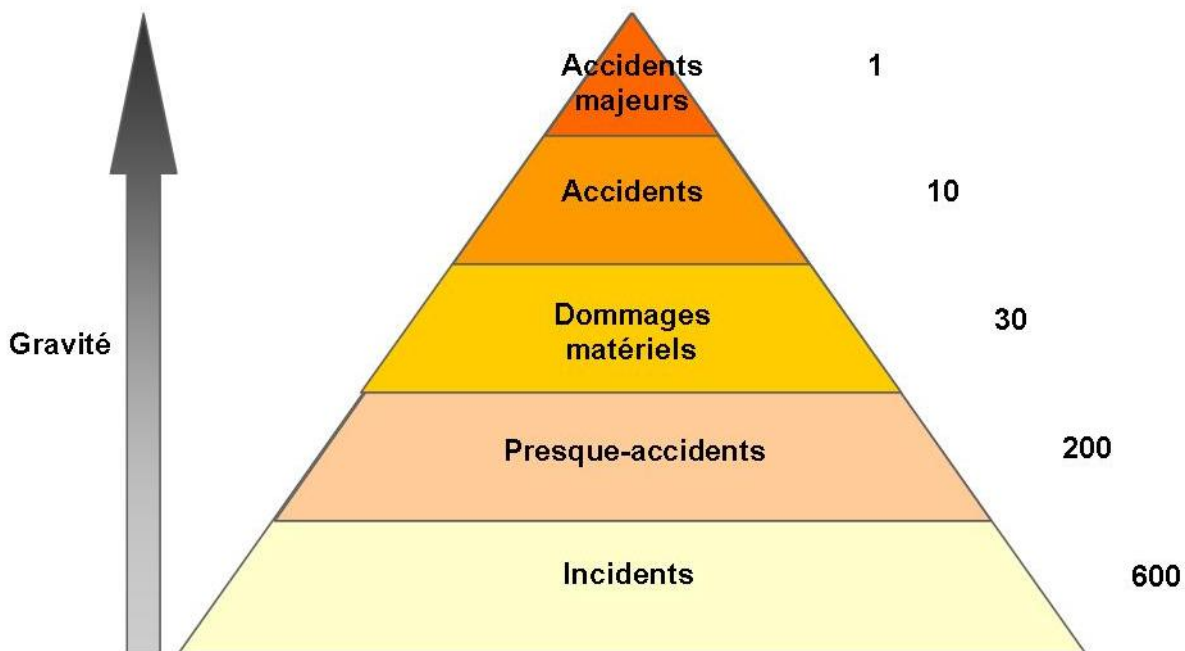 Accidents
majeurs
1
Accidents
10
Dommages
matériels
30
Gravité
Presque-accidents
200
Incidents
600